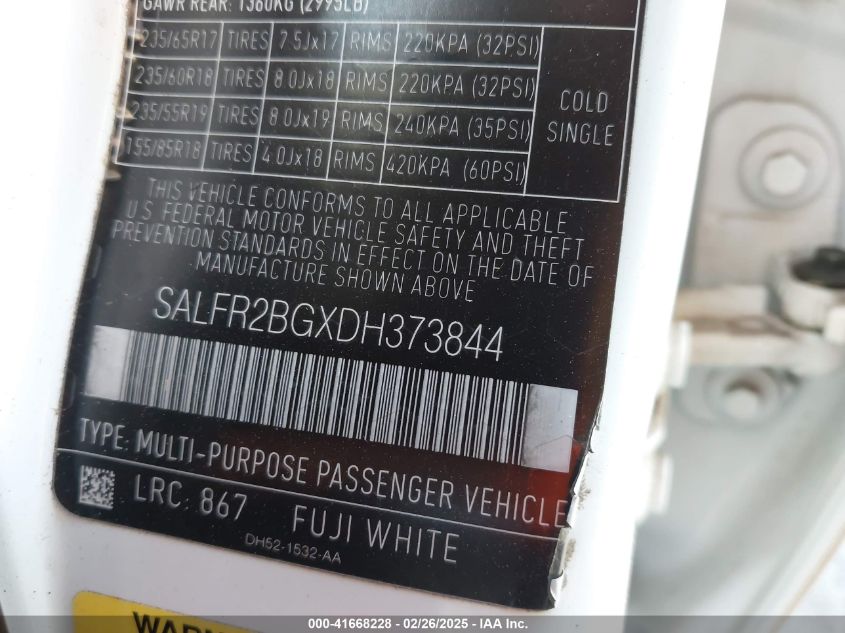 GAWR REAR: 1360KG (2995LB)
235/65R17 TIRES 7.5Jx17 RIMS 220KPA (32PSI)
235/60R18 TIRES 8.0Jx18 RIMS 220KPA (32PSI)
235/55R19 TIRES 8.0Jx19 RIMS 240KPA (35PSI)
155/85R18 TIRES 4.0Jx18 RIMS 420KPA (60PSI)
COLD
SINGLE
THIS VEHICLE CONFORMS TO ALL APPLICABLE
U.S. FEDERAL MOTOR VEHICLE SAFETY AND THEFT
PREVENTION STANDARDS IN EFFECT ON THE DATE OF
MANUFACTURE SHOWN ABOVE
SALFR2BGXDH373844
TYPE: MULTI-PURPOSE PASSENGER VEHICLE
LRC: 867 FUJI WHITE
DH52-1532-AA
000-41668228 - 02/26/2025 - IAA Inc.